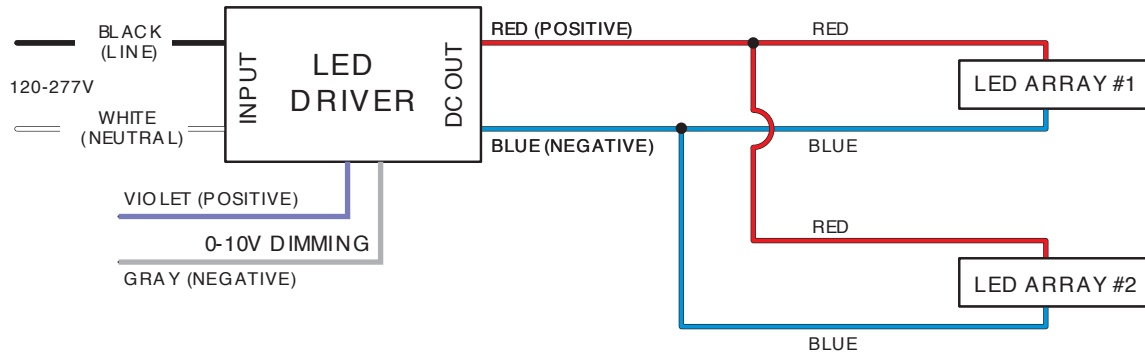 BLACK
(LINE)
120-277V
WHITE
(NEUTRAL)
INPUT
LED
DRIVER
DC OUT
RED (POSITIVE)
BLUE (NEGATIVE)
RED
LED ARRAY #1
BLUE
VIOLET (POSITIVE)
0-10V DIMMING
GRAY (NEGATIVE)
RED
LED ARRAY #2
BLUE